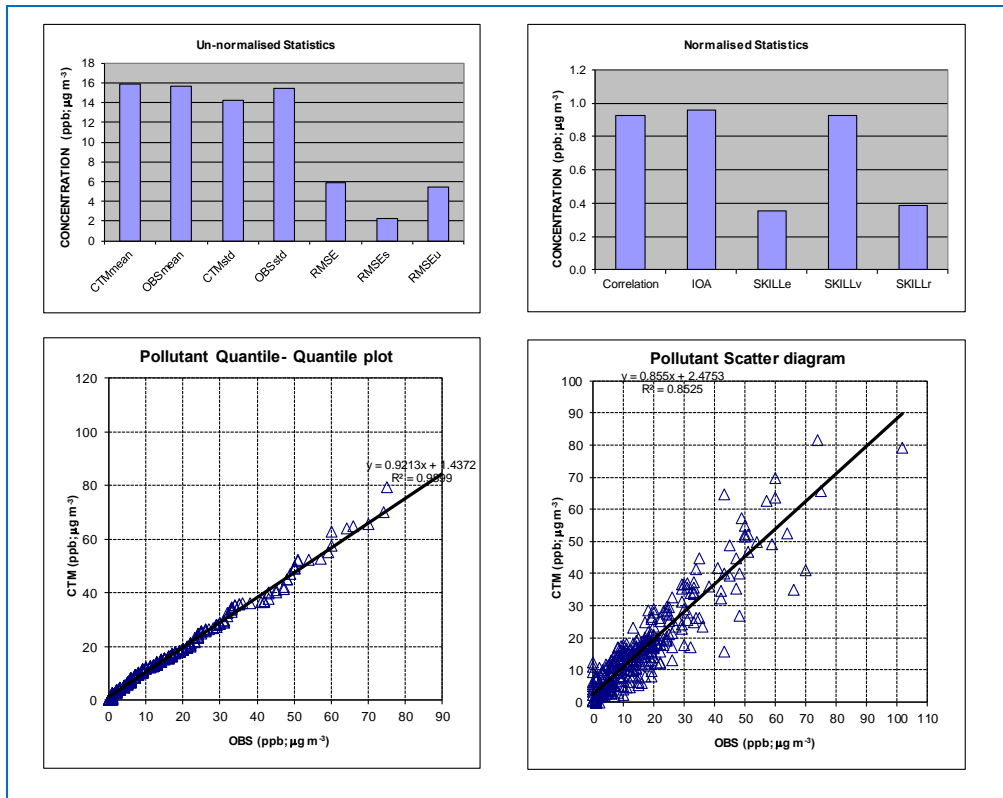 Un-normalised Statistics
CONCENTRATION (ppb; µg m-3)
18
16
14
12
10
8
6
4
2
0
CTMmean
OBSmean
CTMstd
OBSstd
RMSE
RMSEs
RMSEu
Normalised Statistics
CONCENTRATION (ppb; µg m-3)
1.2
1.0
0.8
0.6
0.4
0.2
0.0
Correlation IOA SKILLe SKILLv SKILLr
Pollutant Quantile- Quantile plot
CTM (ppb; µg m-3)
120
100
80
60
40
20
0
y = 0.9213x + 1.4372
0 10 20 30 40 50 60 70 80 90
OBS (ppb; µg m-3)
Pollutant Scatter diagram
y = 0.855x + 2.4753
R² = 0.8525
CTM (ppb; µg m-3)
100
90
80
70
60
50
40
30
20
10
0
0 10 20 30 40 50 60 70 80 90 100 110
OBS (ppb; µg m-3)